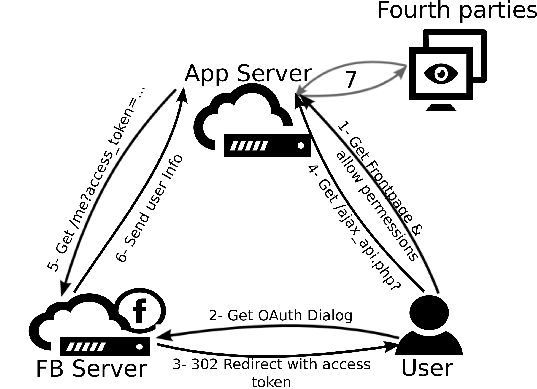 Fourth parties
App Server
7
1- Get Frontpage &
allow permessions
4- Get /ajax_api.php?
5- Get /me?access_token=...
6- Send user Info
f
2- Get OAuth Dialog
3- 302 Redirect with access
token
FB Server
User